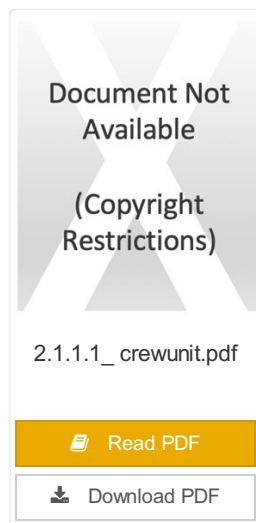 Document Not
Available
(Copyright
Restrictions)
2.1.1.1_ crewunit.pdf
Read PDF
Download PDF